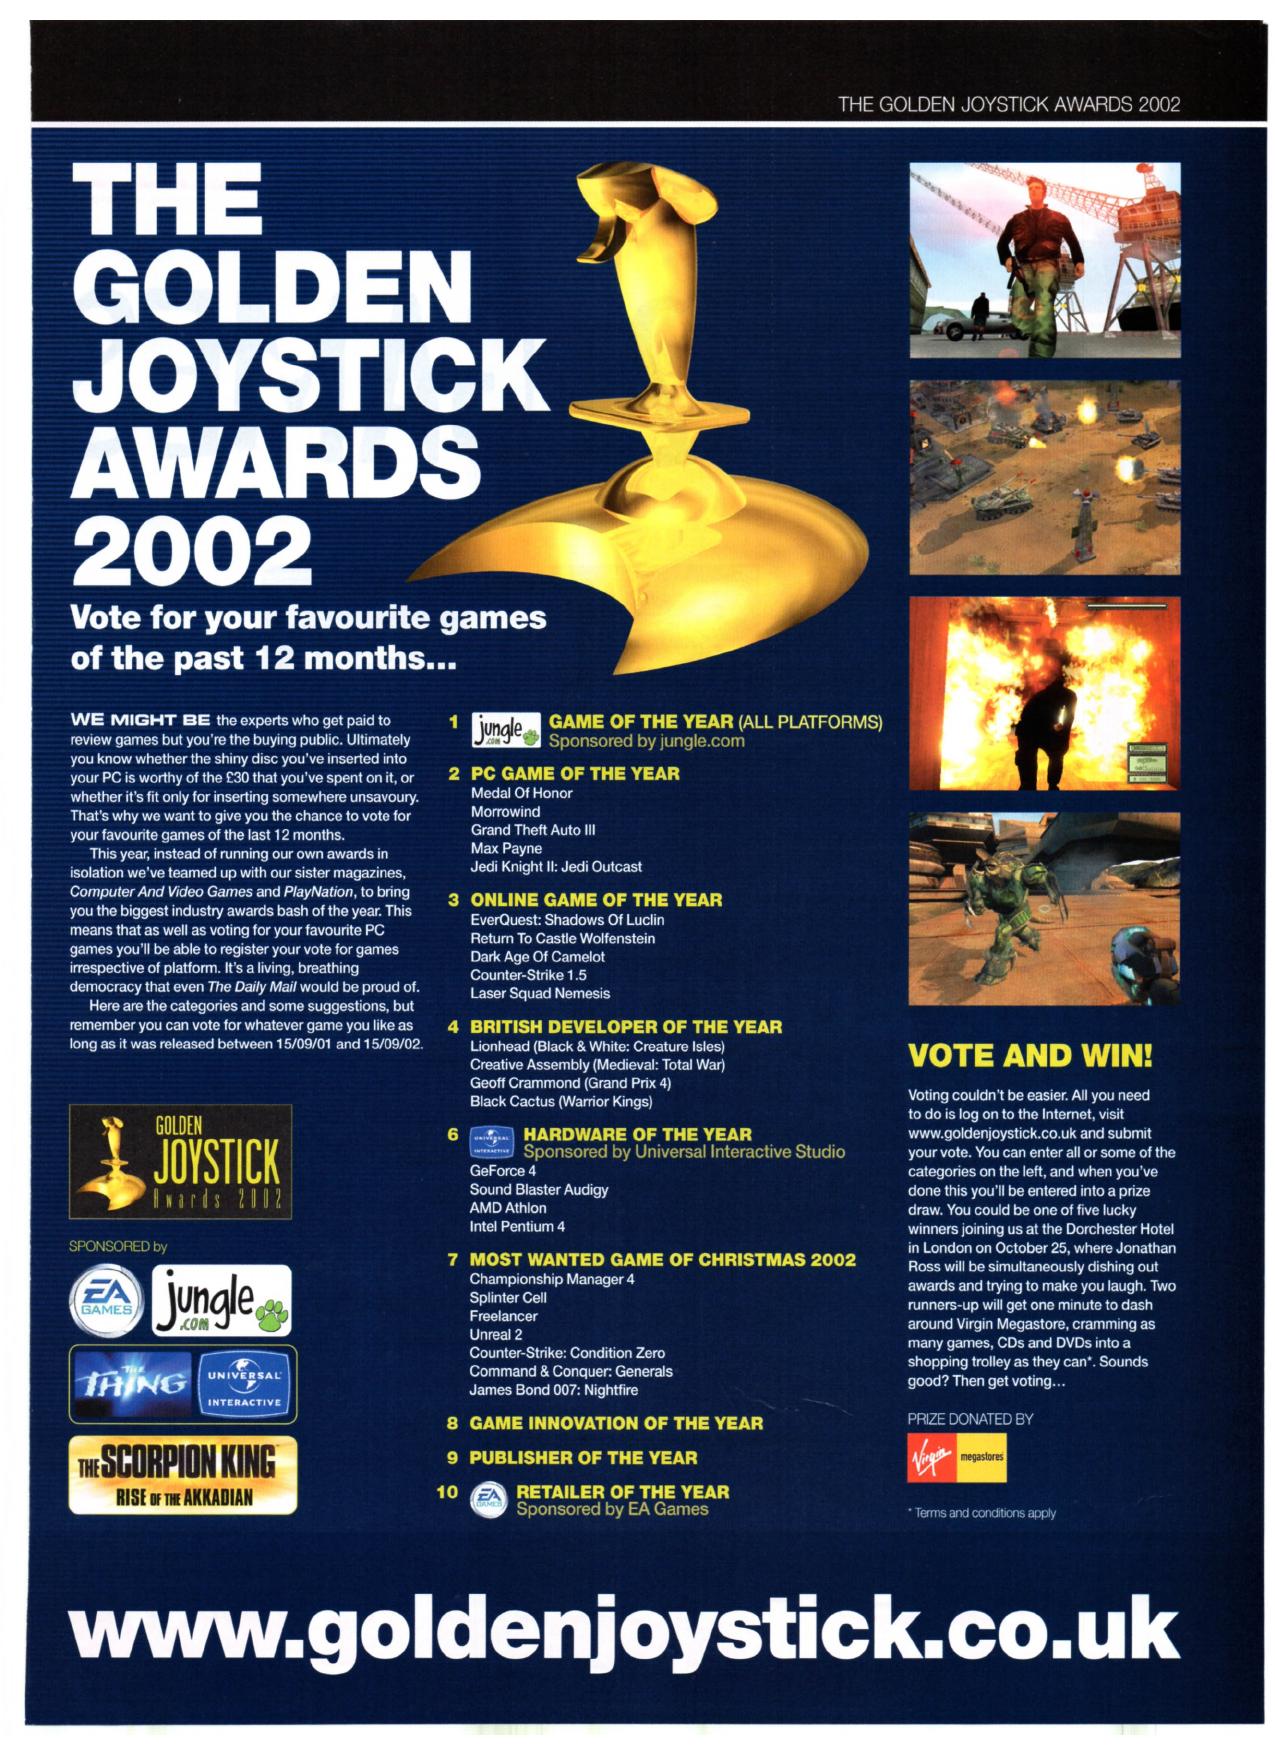 THE GOLDEN JOYSTICK AWARDS 2002
THE
GOLDEN
JOYSTICK
AWARDS
2002
Vote for your favourite games
of the past 12 months...
WE MIGHT BE the experts who get paid to
review games but you're the buying public. Ultimately
you know whether the shiny disc you've inserted into
your PC is worthy of the £30 that you've spent on it, or
whether it's fit only for inserting somewhere unsavoury.
That's why we want to give you the chance to vote for
your favourite games of the last 12 months.
This year, instead of running our own awards in
isolation we've teamed up with our sister magazines,
Computer And Video Games and PlayNation, to bring
you the biggest industry awards bash of the year. This
means that as well as voting for your favourite PC
games you'll be able to register your vote for games
irrespective of platform. It's a living, breathing
democracy that even The Daily Mail would be proud of.
Here are the categories and some suggestions, but
remember you can vote for whatever game you like as
long as it was released between 15/09/01 and 15/09/02.
GOLDEN
JOYSTICK
Awards 2002
SPONSORED by
EA
GAMES
jungle
.COM
THE
THING
UNIVERSAL
INTERACTIVE
THE SCORPION KING
RISE OF THE AKKADIAN
1 jungle .COM GAME OF THE YEAR (ALL PLATFORMS)
Sponsored by jungle.com
2 PC GAME OF THE YEAR
Medal Of Honor
Morrowind
Grand Theft Auto III
Max Payne
Jedi Knight II: Jedi Outcast
3 ONLINE GAME OF THE YEAR
EverQuest: Shadows Of Luclin
Return To Castle Wolfenstein
Dark Age Of Camelot
Counter-Strike 1.5
Laser Squad Nemesis
4 BRITISH DEVELOPER OF THE YEAR
Lionhead (Black & White: Creature Isles)
Creative Assembly (Medieval: Total War)
Geoff Crammond (Grand Prix 4)
Black Cactus (Warrior Kings)
6 UNIVERSAL INTERACTIVE HARDWARE OF THE YEAR
Sponsored by Universal Interactive Studio
GeForce 4
Sound Blaster Audigy
AMD Athlon
Intel Pentium 4
7 MOST WANTED GAME OF CHRISTMAS 2002
Championship Manager 4
Splinter Cell
Freelancer
Unreal 2
Counter-Strike: Condition Zero
Command & Conquer: Generals
James Bond 007: Nightfire
8 GAME INNOVATION OF THE YEAR
9 PUBLISHER OF THE YEAR
10 EA GAMES RETAILER OF THE YEAR
Sponsored by EA Games
VOTE AND WIN!
Voting couldn't be easier. All you need
to do is log on to the Internet, visit
www.goldenjoystick.co.uk and submit
your vote. You can enter all or some of the
categories on the left, and when you've
done this you'll be entered into a prize
draw. You could be one of five lucky
winners joining us at the Dorchester Hotel
in London on October 25, where Jonathan
Ross will be simultaneously dishing out
awards and trying to make you laugh. Two
runners-up will get one minute to dash
around Virgin Megastore, cramming as
many games, CDs and DVDs into a
shopping trolley as they can*. Sounds
good? Then get voting...
PRIZE DONATED BY
Virgin megastores
* Terms and conditions apply
www.goldenjoystick.co.uk